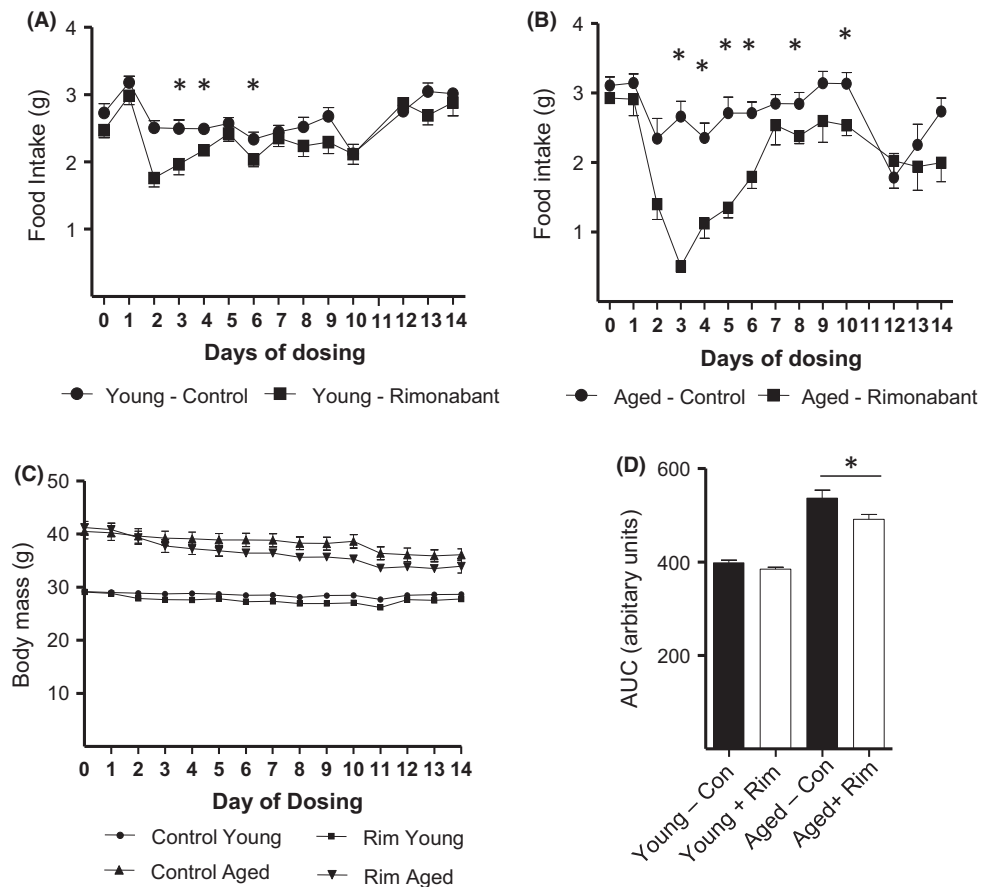 (A)
4
3
2
1
Food Intake (g)
* * *
0 1 2 3 4 5 6 7 8 9 10 11 12 13 14
Days of dosing
Young - Control Young - Rimonabant
(B)
4
3
2
1
Food intake (g)
* * * * * *
0 1 2 3 4 5 6 7 8 9 10 11 12 13 14
Days of dosing
Aged - Control Aged - Rimonabant
(C)
50
40
30
20
10
Body mass (g)
0 1 2 3 4 5 6 7 8 9 10 11 12 13 14
Day of Dosing
Control Young Rim Young
Control Aged Rim Aged
(D)
600
400
200
AUC (arbitary units)
*
Young – Con
Young + Rim
Aged – Con
Aged+ Rim